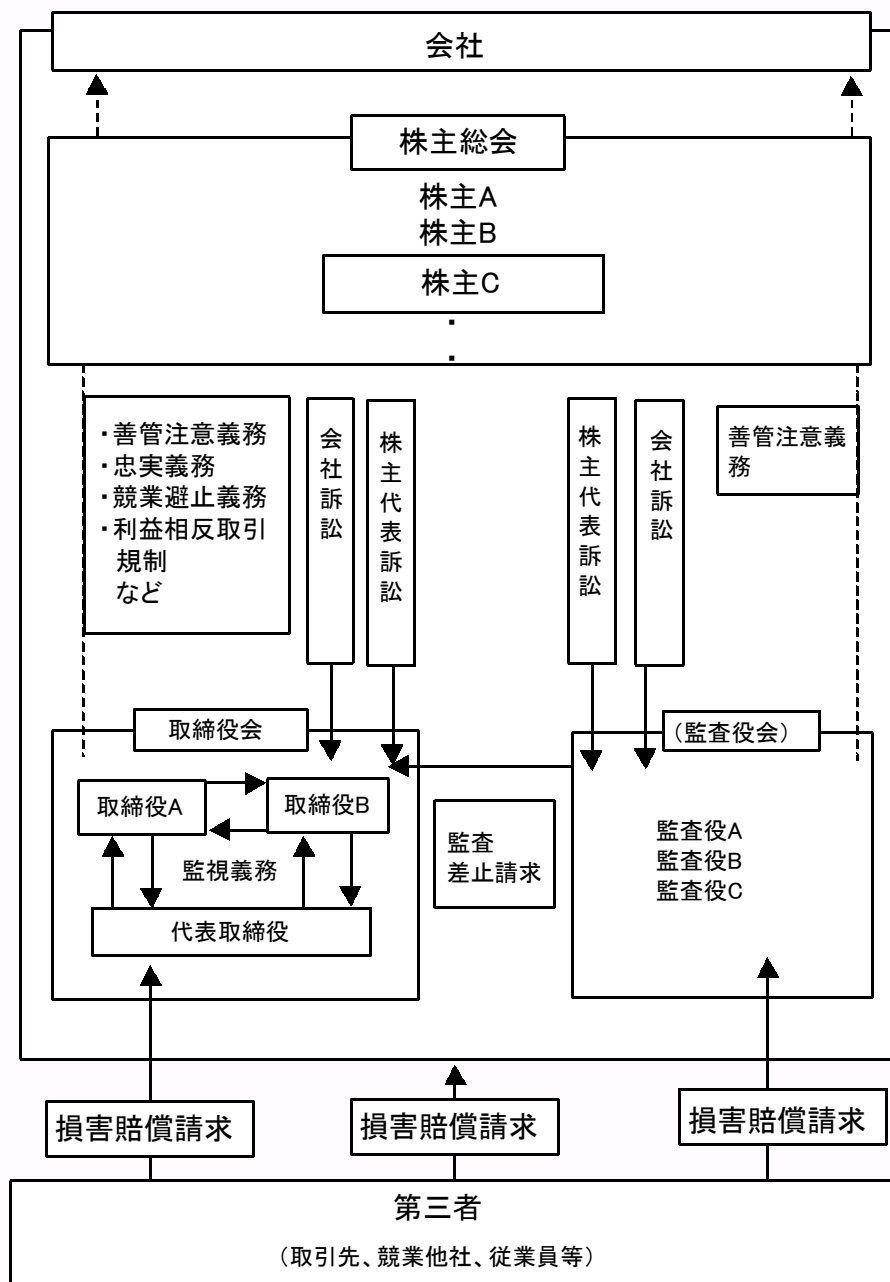 会社
株主総会
株主A
株主B
株主C
・
・
・善管注意義務
・忠実義務
・競業避止義務
・利益相反取引
規制
など
会社訴訟
株主代表訴訟
株主代表訴訟
会社訴訟
善管注意義
務
取締役会
(監査役会)
取締役A
取締役B
監視義務
代表取締役
監査
差止請求
監査役A
監査役B
監査役C
損害賠償請求
損害賠償請求
損害賠償請求
第三者
(取引先、競業他社、従業員等)